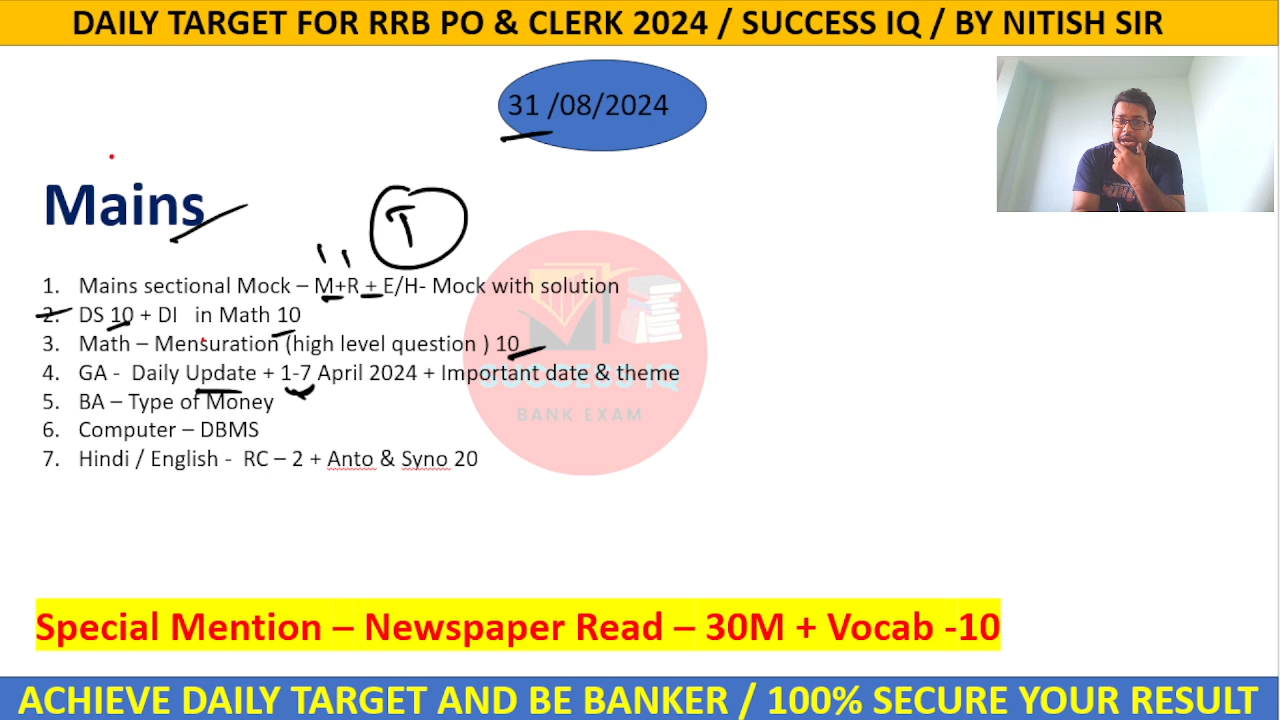 DAILY TARGET FOR RRB PO & CLERK 2024 / SUCCESS IQ / BY NITISH SIR
31 /08/2024
Mains
T
1. Mains sectional Mock – M+R + E/H- Mock with solution
2. DS 10 + DI in Math 10
3. Math – Mensuration (high level question ) 10
4. GA - Daily Update + 1-7 April 2024 + Important date & theme
5. BA – Type of Money
6. Computer – DBMS
7. Hindi / English - RC – 2 + Anto & Syno 20
SUCCESS IQ
BANK EXAM
Special Mention – Newspaper Read – 30M + Vocab -10
ACHIEVE DAILY TARGET AND BE BANKER / 100% SECURE YOUR RESULT